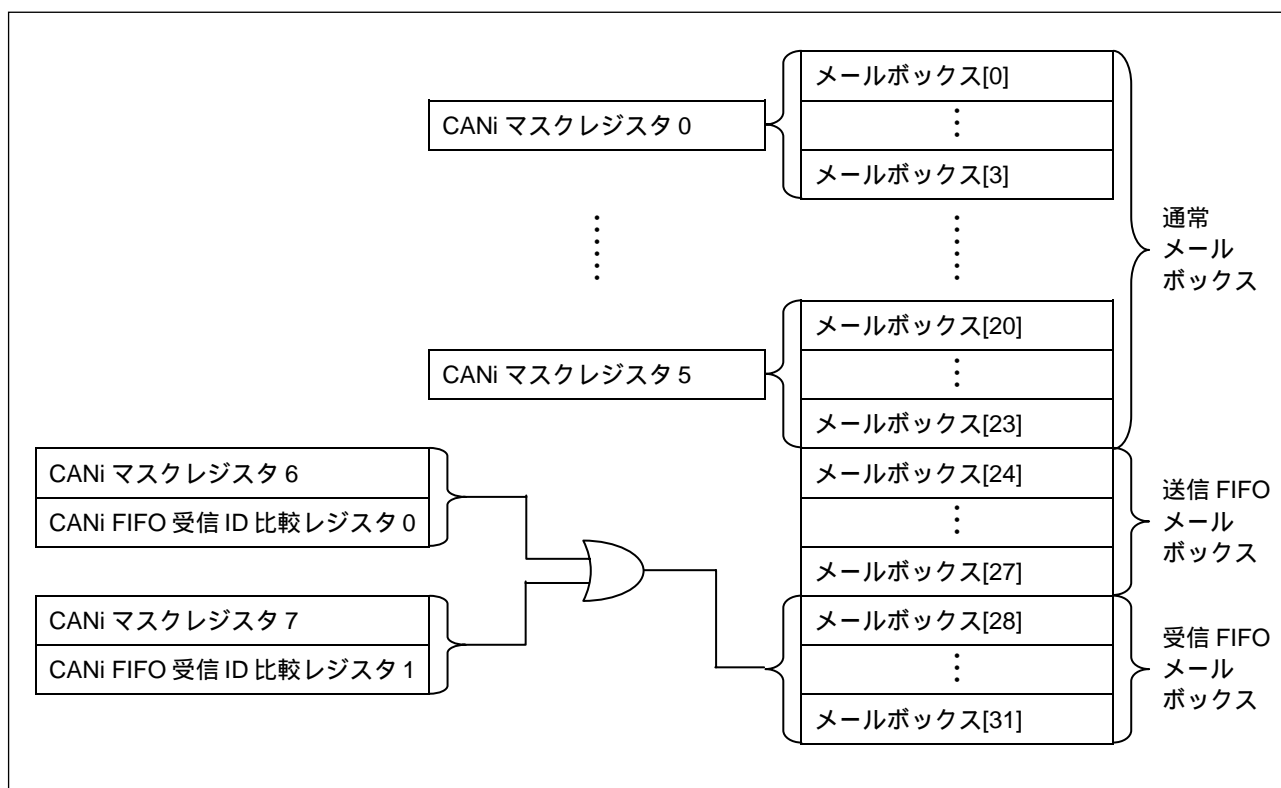 メールボックス[0]
⋮
メールボックス[3]
CANi マスクレジスタ 0
メールボックス[20]
⋮
メールボックス[23]
CANi マスクレジスタ 5
通常
メール
ボックス
CANi マスクレジスタ 6
CANi FIFO 受信 ID 比較レジスタ 0
CANi マスクレジスタ 7
CANi FIFO 受信 ID 比較レジスタ 1
メールボックス[24]
⋮
メールボックス[27]
送信 FIFO
メール
ボックス
メールボックス[28]
⋮
メールボックス[31]
受信 FIFO
メール
ボックス